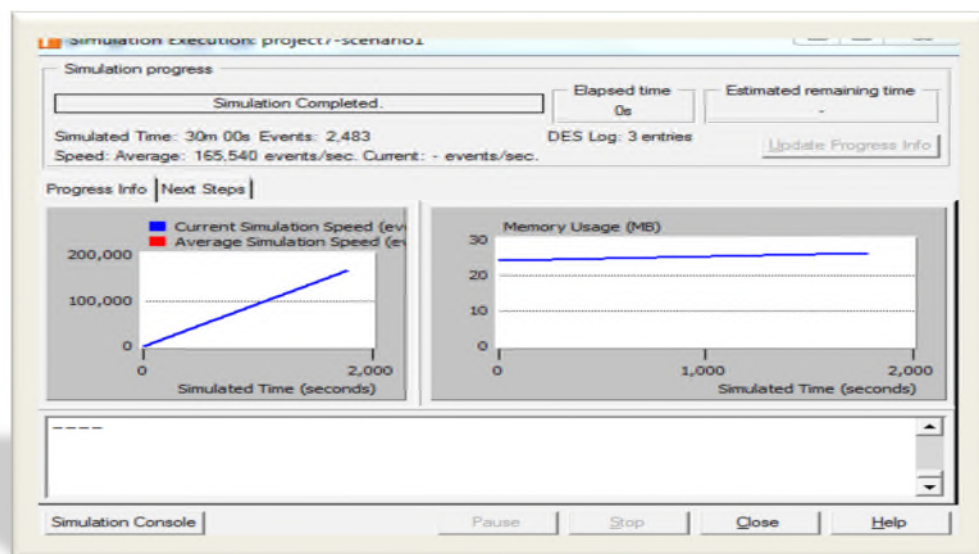 Simulation Execution: project7-scenario1
Simulation progress
Simulation Completed.
Elapsed time
0s
Estimated remaining time
-
Simulated Time: 30m 00s Events: 2,483
DES Log: 3 entries
Speed: Average: 165,540 events/sec. Current: - events/sec.
Update Progress Info
Progress Info Next Steps
Current Simulation Speed (ev
Average Simulation Speed (e
200,000
100,000
0
0 2,000
Simulated Time (seconds)
Memory Usage (MB)
30
20
10
0
0 1,000 2,000
Simulated Time (seconds)
----
Simulation Console Pause Stop Close Help